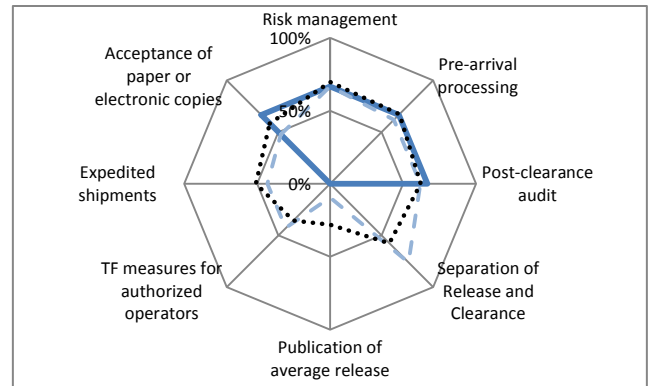 Risk management
100%
Acceptance of
paper or
electronic copies
Pre-arrival
processing
50%
Expedited
shipments
0%
Post-clearance
audit
TF measures for
authorized
operators
Separation of
Release and
Clearance
Publication of
average release